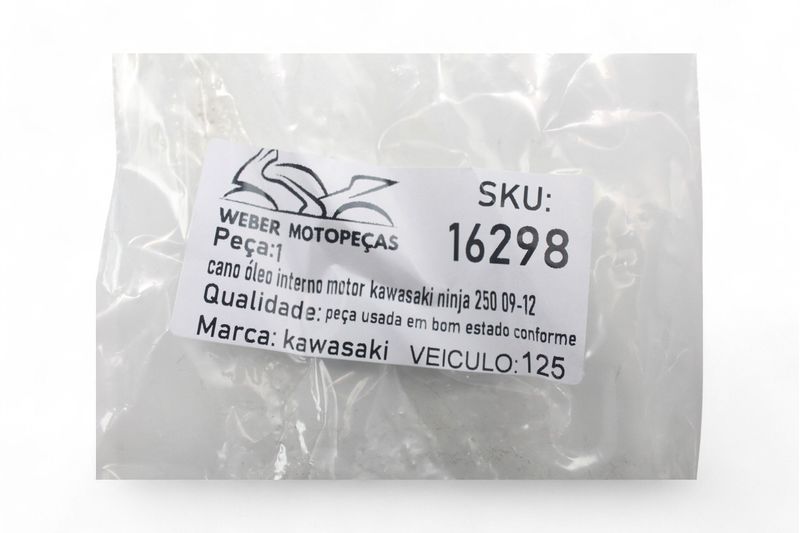 WEBER MOTOPEÇAS
SKU:
16298
Peça:1
cano óleo interno motor kawasaki ninja 250 09-12
Qualidade: peça usada em bom estado conforme
Marca: kawasaki VEICULO: 125